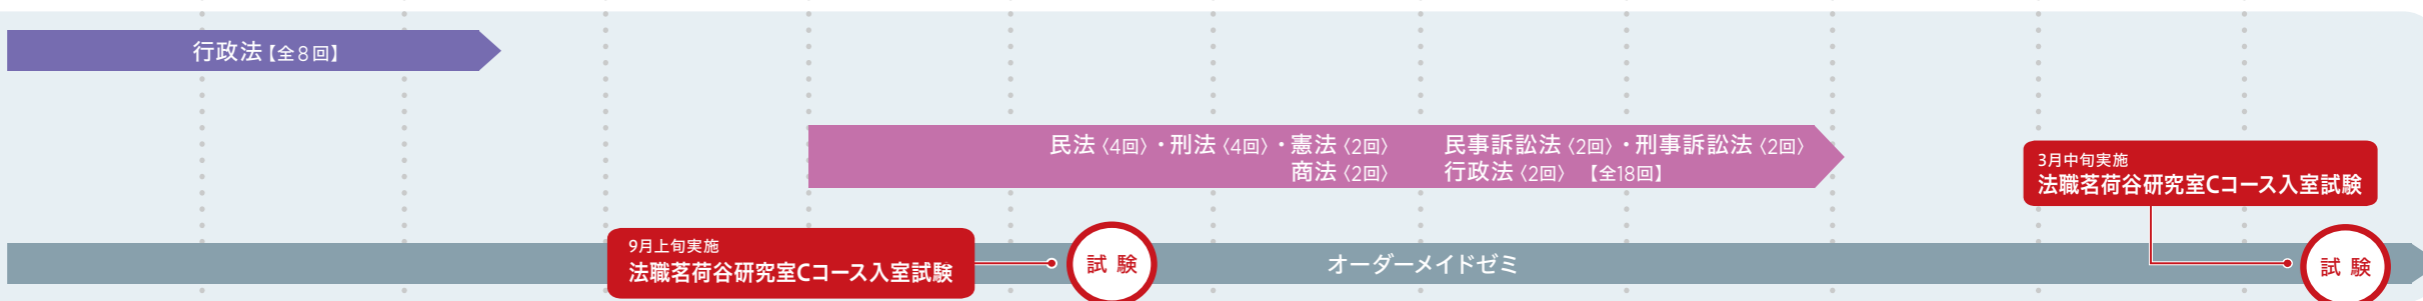 行政法【全8回】
民法〈4回〉・刑法〈4回〉・憲法〈2回〉
商法〈2回〉
民事訴訟法〈2回〉・刑事訴訟法〈2回〉
行政法〈2回〉【全18回】
3月中旬実施
法職茗荷谷研究室Cコース入室試験
9月上旬実施
法職茗荷谷研究室Cコース入室試験
試験
オーダーメイドゼミ
試験